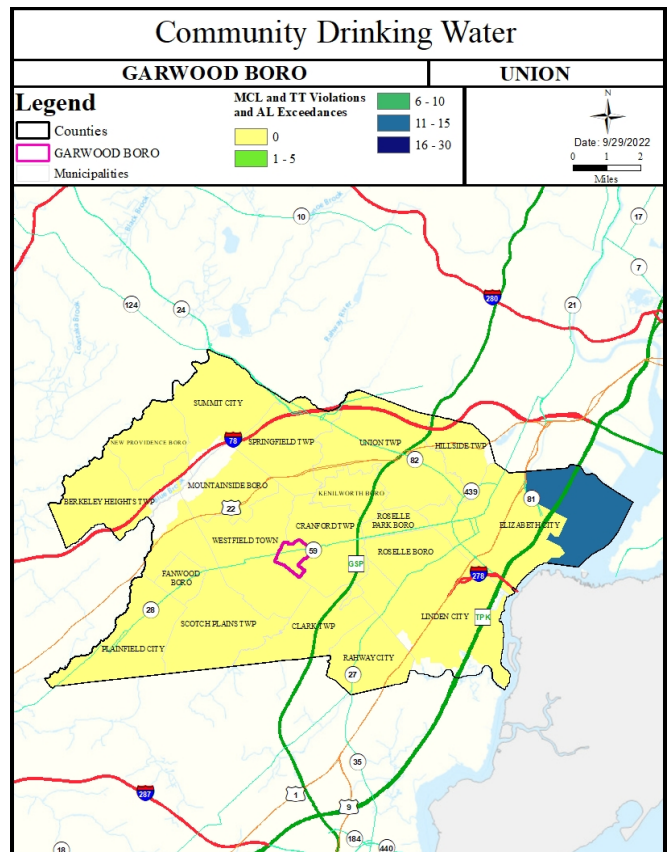 Community Drinking Water
GARWOOD BORO
UNION
Legend
Counties
GARWOOD BORO
Municipalities
MCL and TT Violations
and AL Exceedances
0
1 - 5
6 - 10
11 - 15
16 - 30
N
Date: 9/29/2022
0 1 2
Miles
Black Brook
10
17
7
280
124
24
21
Rahway River
SUMMIT CITY
NEW PROVIDENCE BORO
78
SPRINGFIELD TWP
UNION TWP
HILLSIDE TWP
82
MOUNTAINSIDE BORO
BERKELEY HEIGHTS TWP
KENILWORTH BORO
439
81
22
CRANFORD TWP
ROSELLE
PARK BORO
ELIZABETH CITY
WESTFIELD TOWN
59
ROSELLE BORO
GSP
278
FANWOOD
BORO
28
SCOTCH PLAINS TWP
CLARK TWP
LINDEN CITY
TPK
PLAINFIELD CITY
RAHWAY CITY
27
35
287
1
9
18
184
440